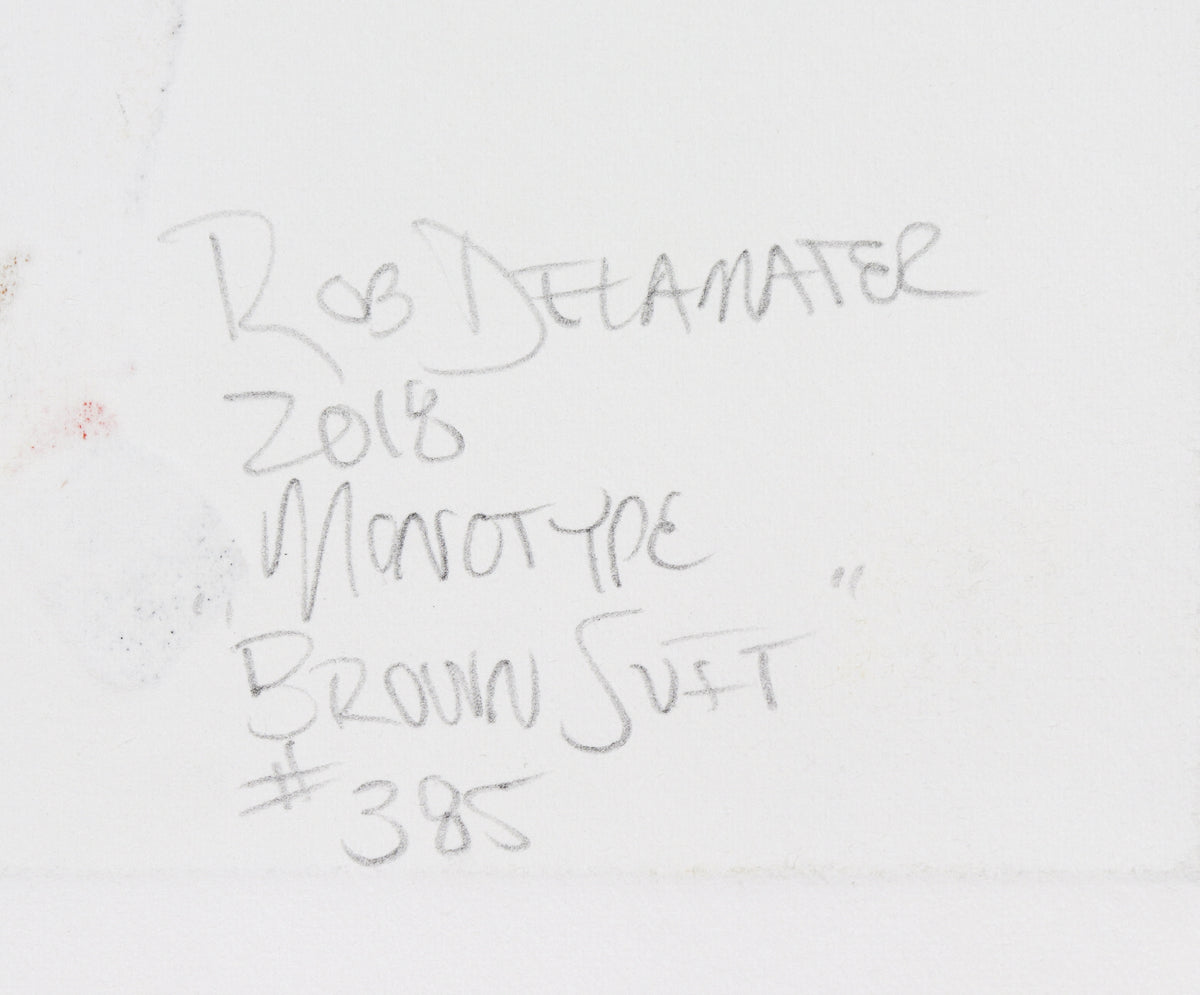 ROB DELAMATER
2018
MONOTYPE
"BROWN SUIT"
#385